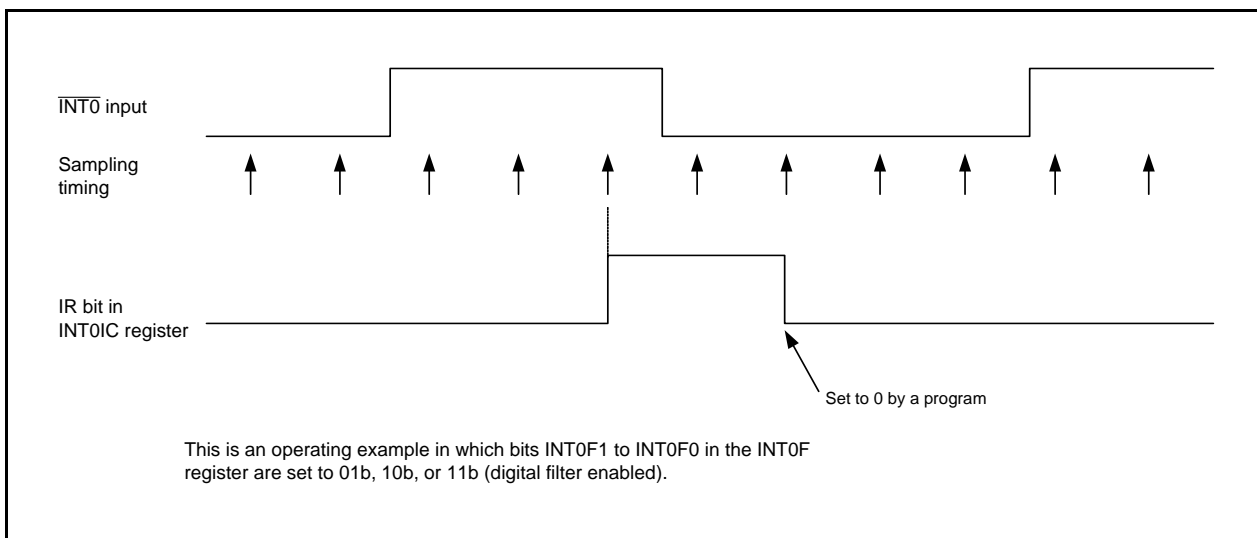 INT0 input
Sampling
timing
IR bit in
INT0IC register
Set to 0 by a program
This is an operating example in which bits INT0F1 to INT0F0 in the INT0F
register are set to 01b, 10b, or 11b (digital filter enabled).